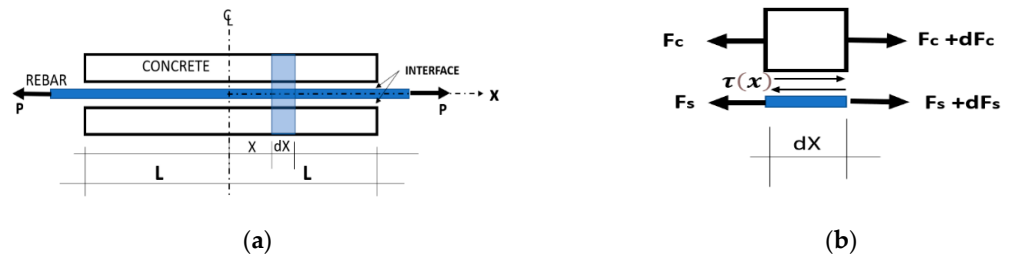 ℄
CONCRETE
INTERFACE
REBAR
P
P
X
X
dX
L
L
(a)
Fc
Fc +dFc
τ(x)
Fs
Fs +dFs
dX
(b)